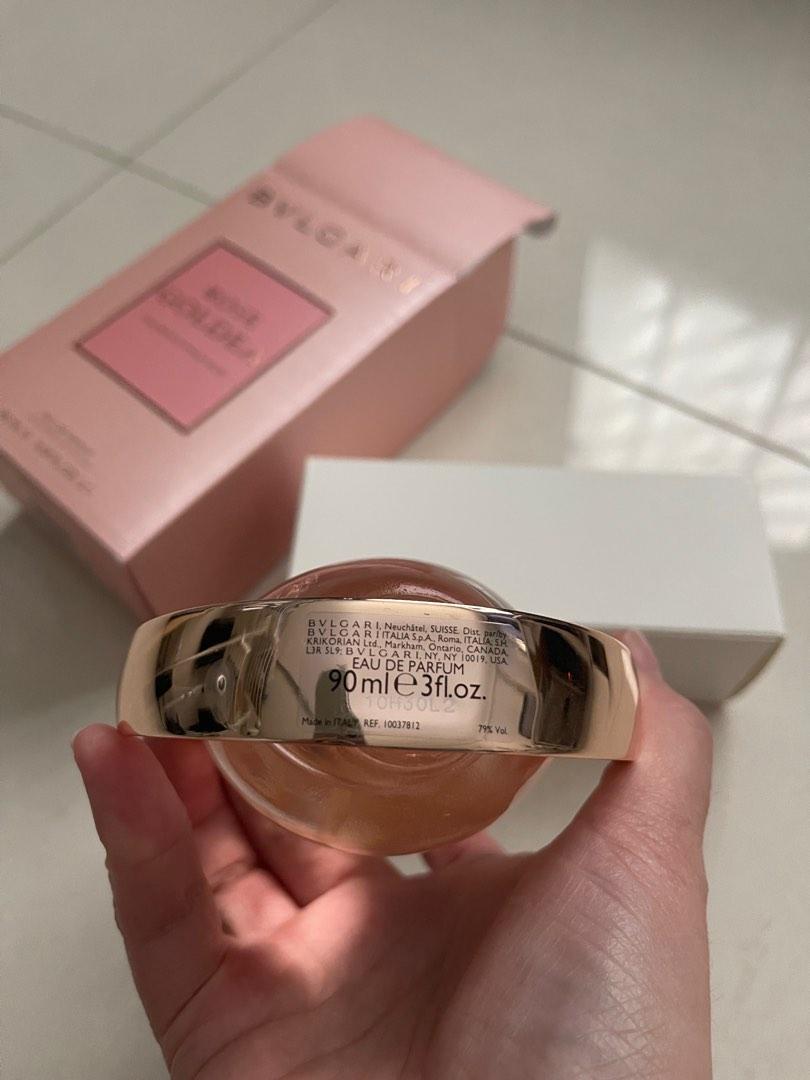 BVLGARI
ROSE
GOLDEA
BVLGARI, Neuchâtel, SUISSE. Dist. par/by
BVLGARI ITALIA S.p.A., Roma, ITALIA, S.H.
KRIKORIAN Ltd., Markham, Ontario, CANADA,
L3R 5L9; BVLGARI, NY, NY 10019, USA.
EAU DE PARFUM
90 ml e 3fl.oz.
Made in ITALY. REF. 10037812 79% Vol.